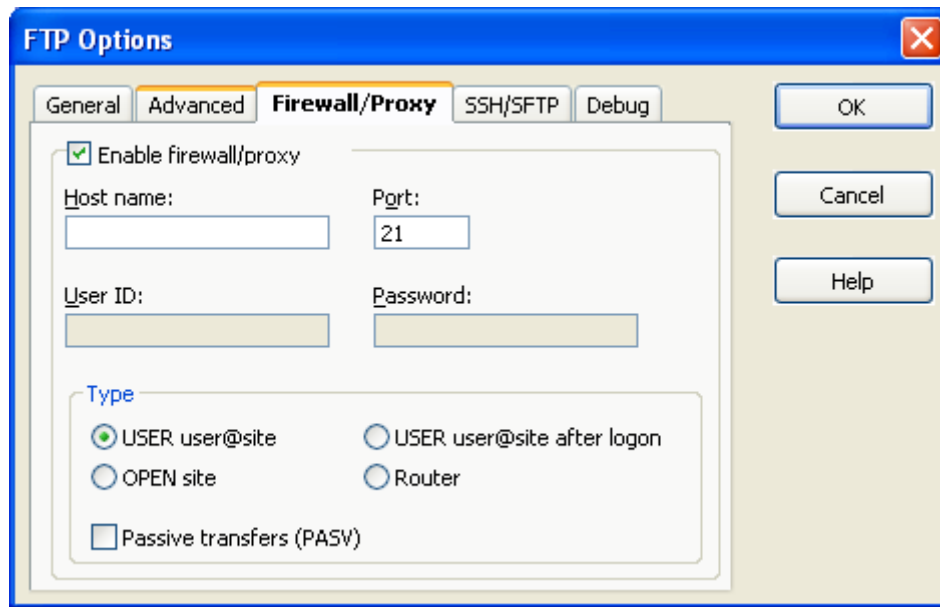 FTP Options
General Advanced Firewall/Proxy SSH/SFTP Debug
OK
Cancel
Help
Enable firewall/proxy
Host name: Port:
21
User ID: Password:
Type
USER user@site USER user@site after logon
OPEN site Router
Passive transfers (PASV)